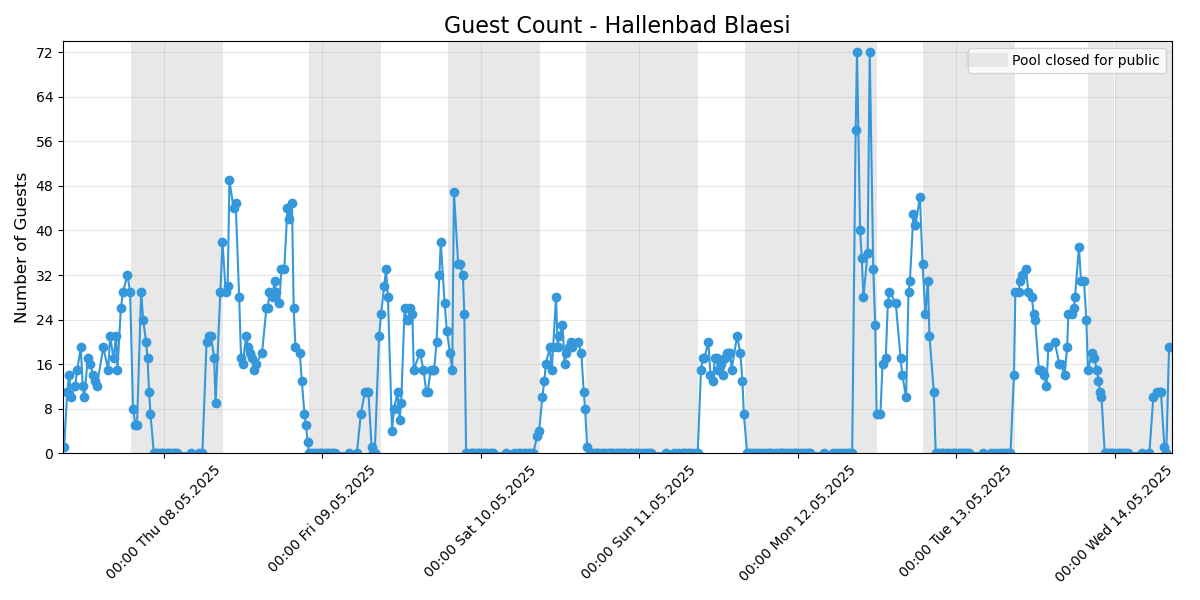 Guest Count - Hallenbad Blaesi
Pool closed for public
Number of Guests
72
64
56
48
40
32
24
16
8
0
00:00 Thu 08.05.2025
00:00 Fri 09.05.2025
00:00 Sat 10.05.2025
00:00 Sun 11.05.2025
00:00 Mon 12.05.2025
00:00 Tue 13.05.2025
00:00 Wed 14.05.2025